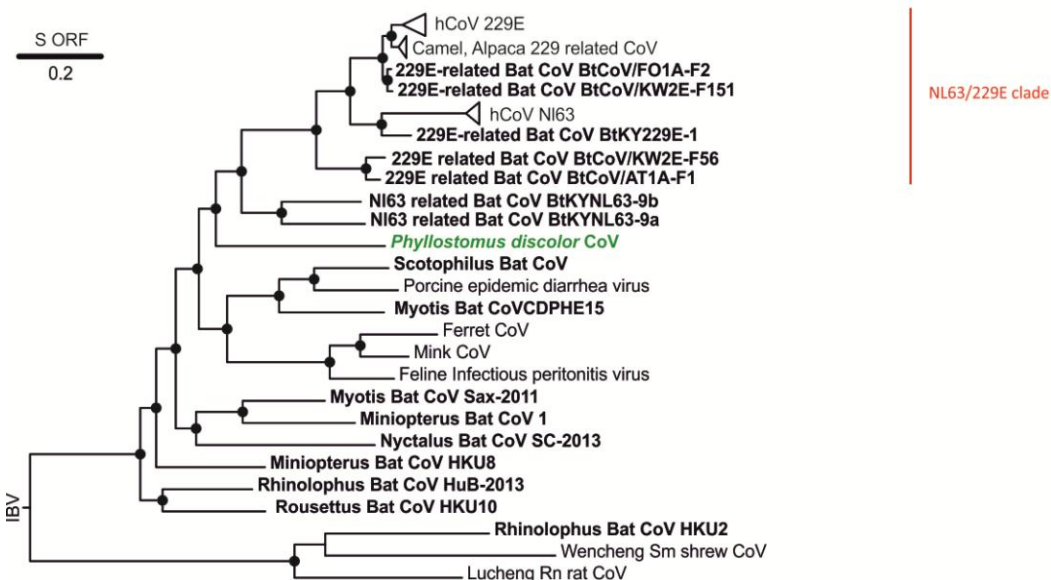 S ORF
0.2
hCoV 229E
Camel, Alpaca 229 related CoV
229E-related Bat CoV BtCoV/FO1A-F2
229E-related Bat CoV BtCoV/KW2E-F151
NL63/229E clade
hCoV Nl63
229E-related Bat CoV BtKY229E-1
229E related Bat CoV BtCoV/KW2E-F56
229E related Bat CoV BtCoV/AT1A-F1
Nl63 related Bat CoV BtKYNL63-9b
Nl63 related Bat CoV BtKYNL63-9a
Phyllostomus discolor CoV
Scotophilus Bat CoV
Porcine epidemic diarrhea virus
Myotis Bat CoVCDPHE15
Ferret CoV
Mink CoV
Feline Infectious peritonitis virus
Myotis Bat CoV Sax-2011
Miniopterus Bat CoV 1
Nyctalus Bat CoV SC-2013
Miniopterus Bat CoV HKU8
Rhinolophus Bat CoV HuB-2013
Rousettus Bat CoV HKU10
IBV
Rhinolophus Bat CoV HKU2
Wencheng Sm shrew CoV
Lucheng Rn rat CoV